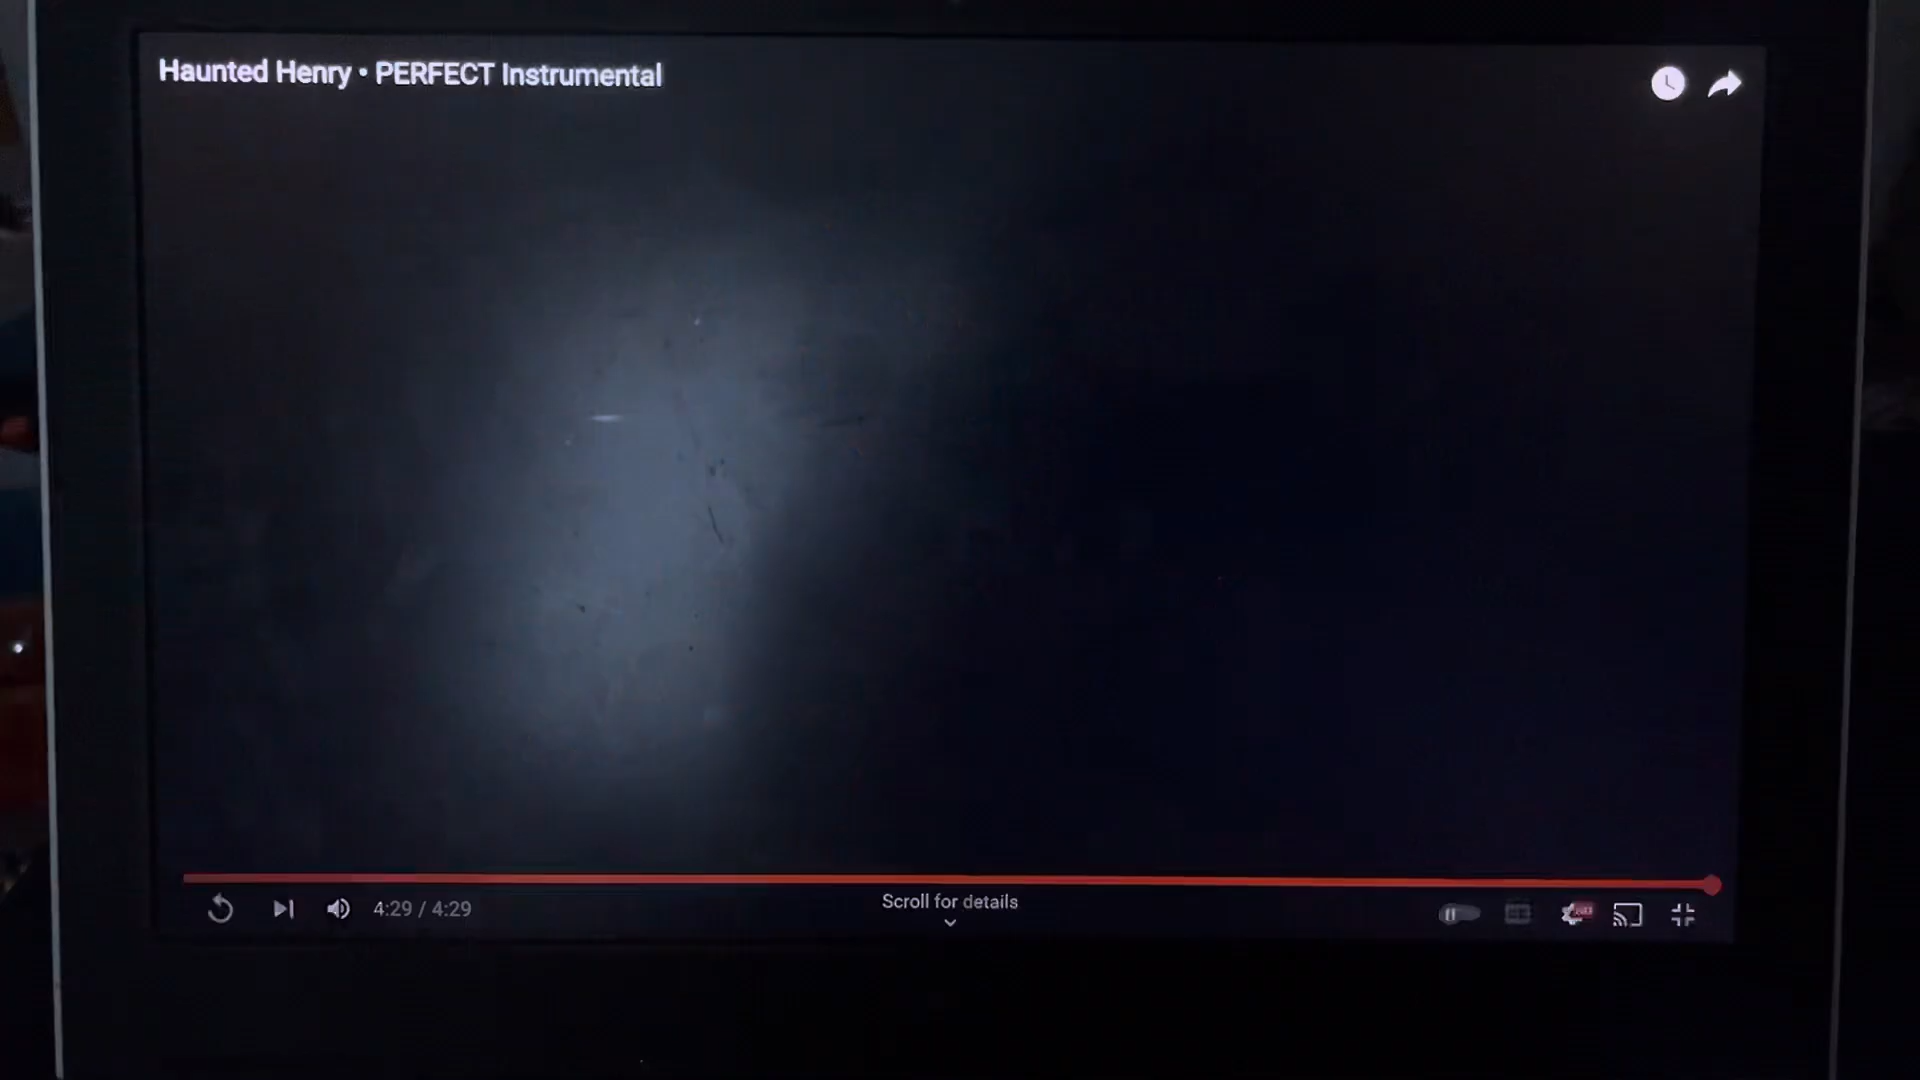 Haunted Henry • PERFECT Instrumental
4:29 / 4:29
Scroll for details